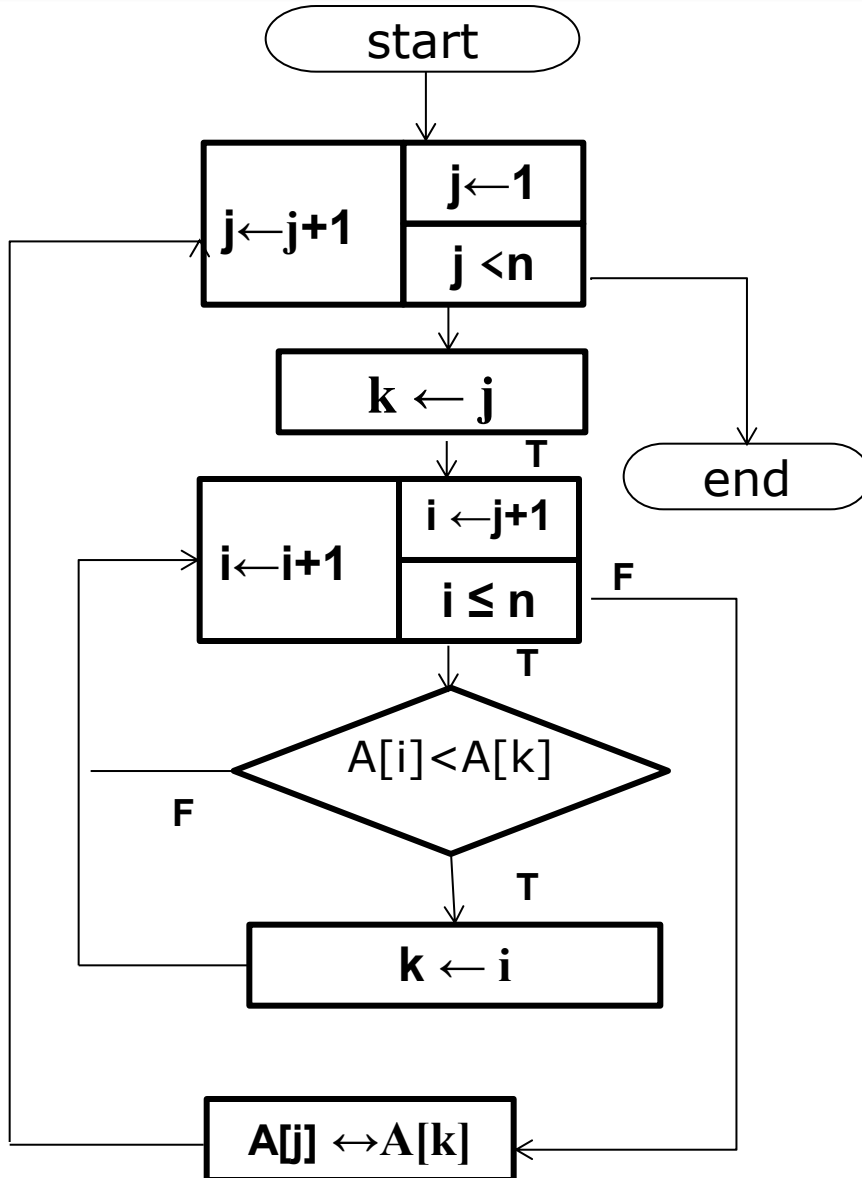 start
j←1
j←j+1
j <n
k ← j
T
end
i ←j+1
i←i+1
i ≤ n
F
T
A[i]<A[k]
F
T
k ← i
A[j] ↔A[k]